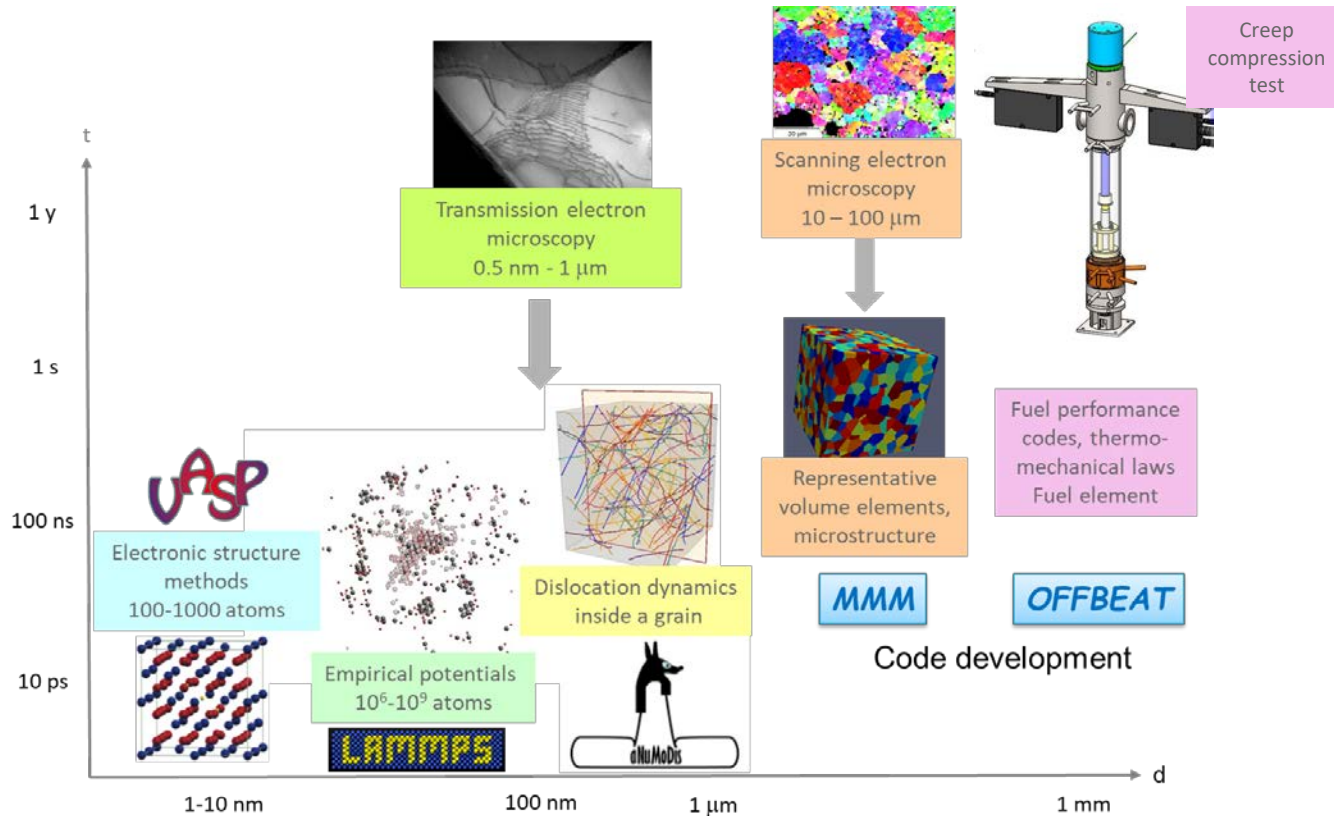 Creep
compression
test
20 μm
Transmission electron
microscopy
0.5 nm - 1 μm
Scanning electron
microscopy
10 – 100 μm
t
1 y
1 s
100 ns
10 ps
VASP
Electronic structure
methods
100-1000 atoms
Empirical potentials
10⁶-10⁹ atoms
LAMMPS
Dislocation dynamics
inside a grain
NuMoDis
Representative
volume elements,
microstructure
MMM
Fuel performance
codes, thermo-
mechanical laws
Fuel element
OFFBEAT
Code development
1-10 nm
100 nm
1 μm
1 mm
d